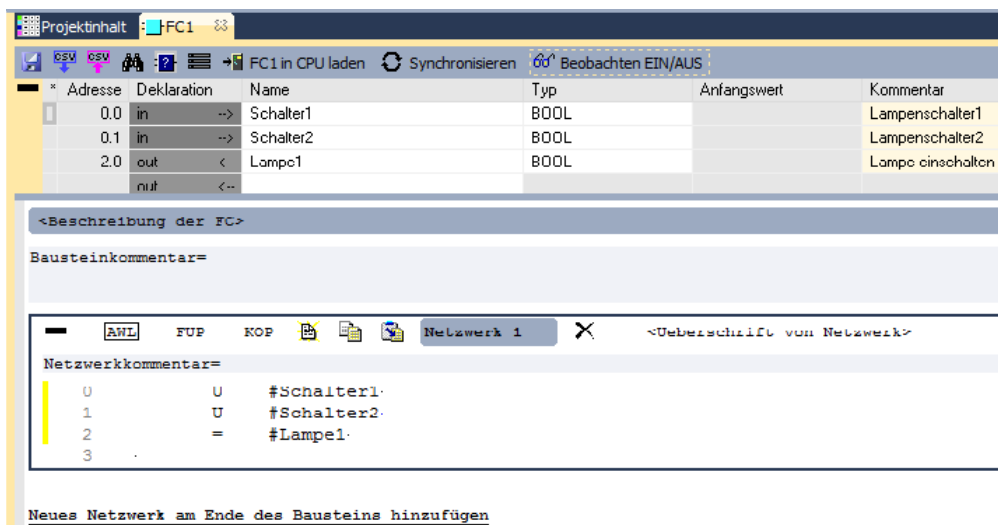 Projektinhalt FC1
CSV CSV FC1 in CPU laden Synchronisieren Beobachten EIN/AUS
* Adresse Deklaration Name Typ Anfangswert Kommentar
0.0 in --> Schalter1 BOOL Lampenschalter1
0.1 in --> Schalter2 BOOL Lampenschalter2
2.0 out < Lampe1 BOOL Lampe einschalten
out <--
<Beschreibung der FC>
Bausteinkommentar=
AWL FUP KOP Netzwerk 1 <Ueberschrift von Netzwerk>
Netzwerkkommentar=
0 U #Schalter1
1 U #Schalter2
2 = #Lampe1
3
Neues Netzwerk am Ende des Bausteins hinzufügen